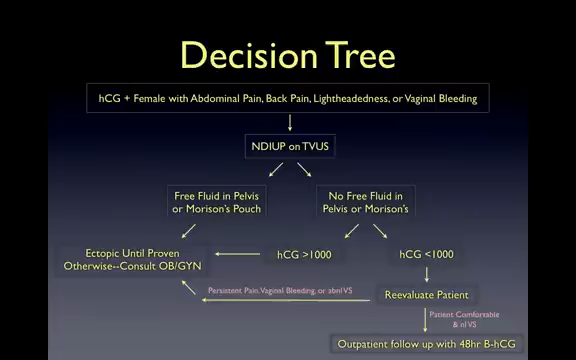 Decision Tree
hCG + Female with Abdominal Pain, Back Pain, Lightheadedness, or Vaginal Bleeding
NDIUP on TVUS
Free Fluid in Pelvis
or Morison's Pouch
No Free Fluid in
Pelvis or Morison's
Ectopic Until Proven
Otherwise--Consult OB/GYN
hCG >1000
hCG <1000
Persistent Pain, Vaginal Bleeding, or abnl VS
Reevaluate Patient
Patient Comfortable
& nl VS
Outpatient follow up with 48hr B-hCG